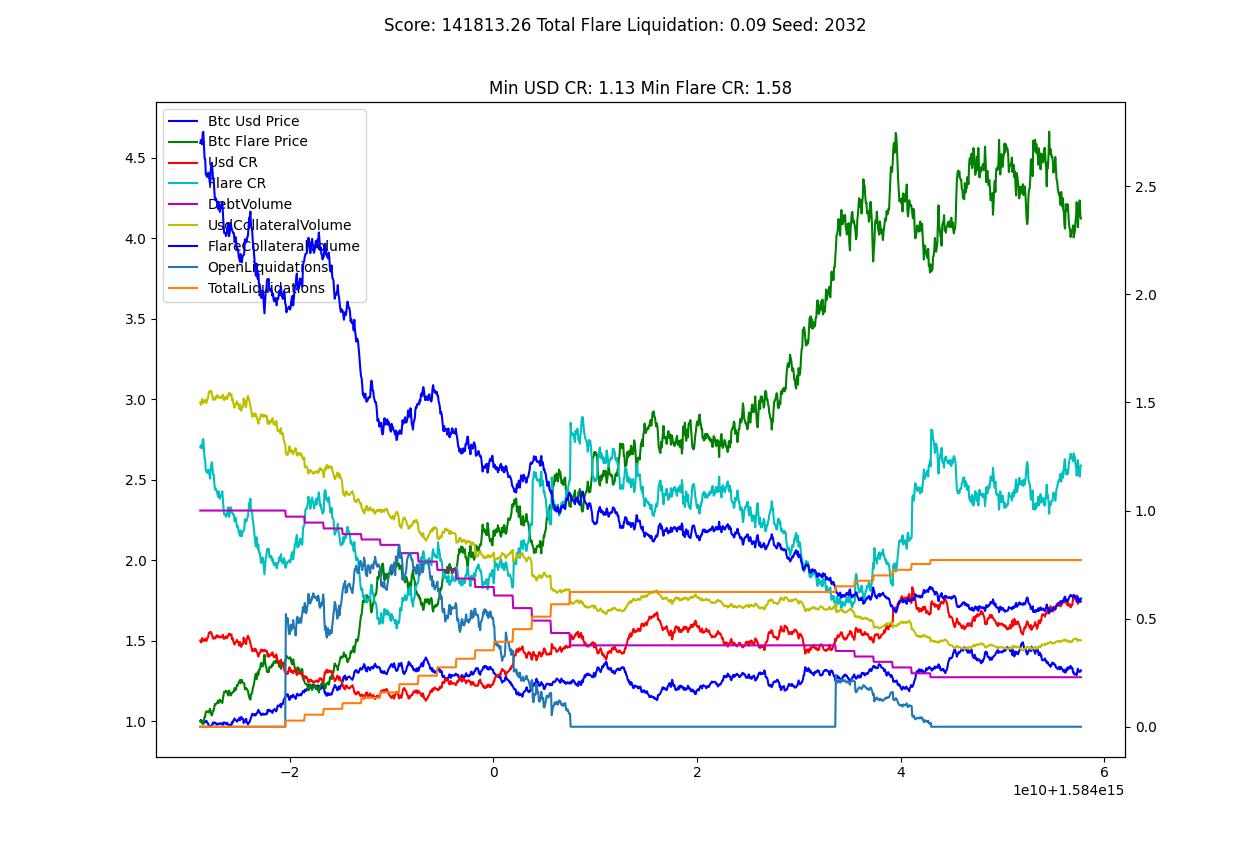 Score: 141813.26 Total Flare Liquidation: 0.09 Seed: 2032
Min USD CR: 1.13 Min Flare CR: 1.58
Btc Usd Price
Btc Flare Price
Usd CR
Flare CR
DebtVolume
UsdCollateralVolume
FlareCollateralVolume
OpenLiquidations
TotalLiquidations
4.5
4.0
3.5
3.0
2.5
2.0
1.5
1.0
2.5
2.0
1.5
1.0
0.5
0.0
−2
0
2
4
6
1e10+1.584e15